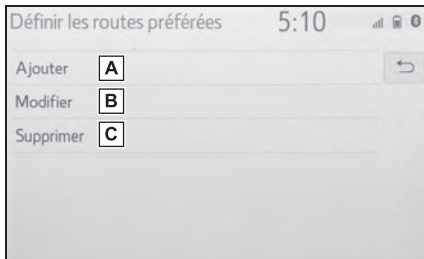 Définir les routes préférées 5:10
Ajouter A
Modifier B
Supprimer C